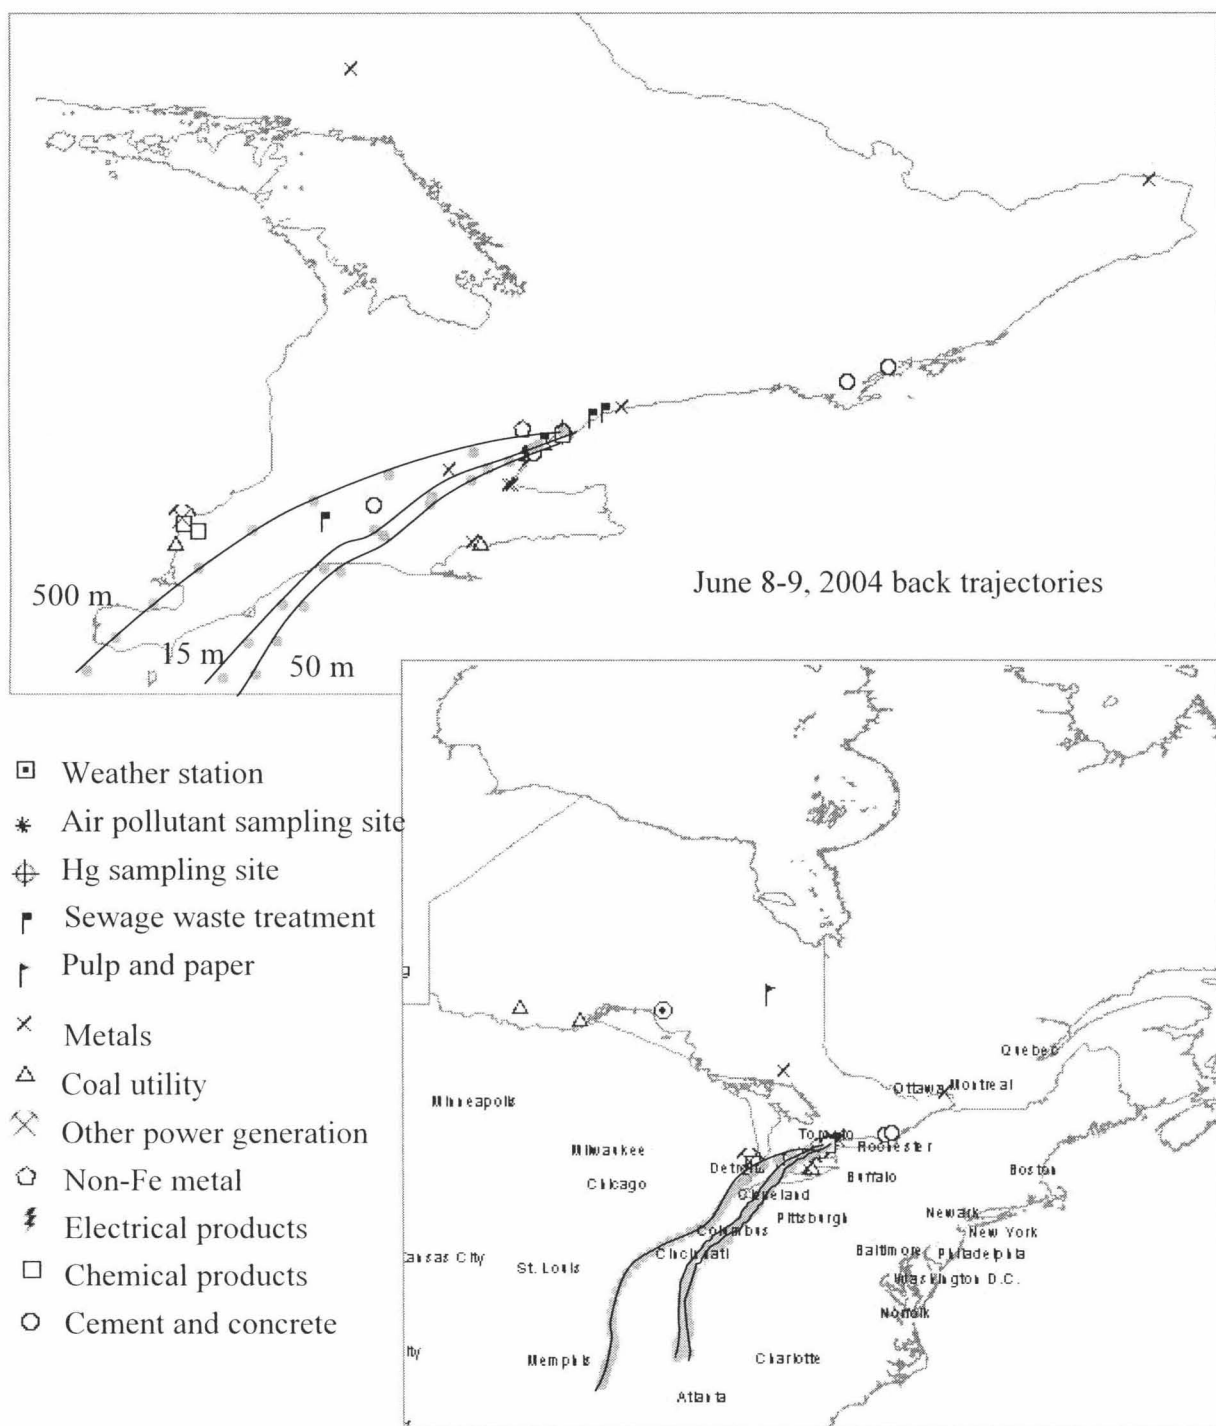 June 8-9, 2004 back trajectories
500 m
15 m
50 m
Weather station
Air pollutant sampling site
Hg sampling site
Sewage waste treatment
Pulp and paper
Metals
Coal utility
Other power generation
Non-Fe metal
Electrical products
Chemical products
Cement and concrete
Quebec
Ottawa
Montreal
Minneapolis
Toronto
Milwaukee
Rochester
Detroit
Boston
Chicago
Buffalo
Cleveland
Pittsburgh
Newark
Columbus
New York
Cincinnati
Baltimore
Philadelphia
Kansas City
St. Louis
Washington D.C.
Norfolk
Memphis
Charlotte
Atlanta